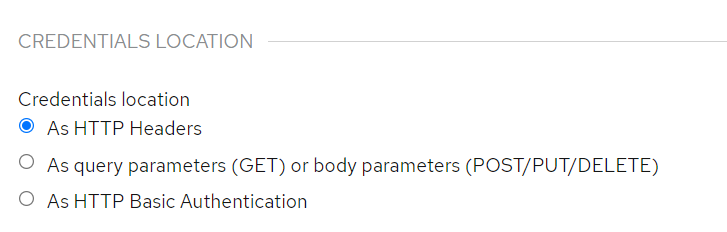 CREDENTIALS LOCATION
Credentials location
As HTTP Headers
As query parameters (GET) or body parameters (POST/PUT/DELETE)
As HTTP Basic Authentication